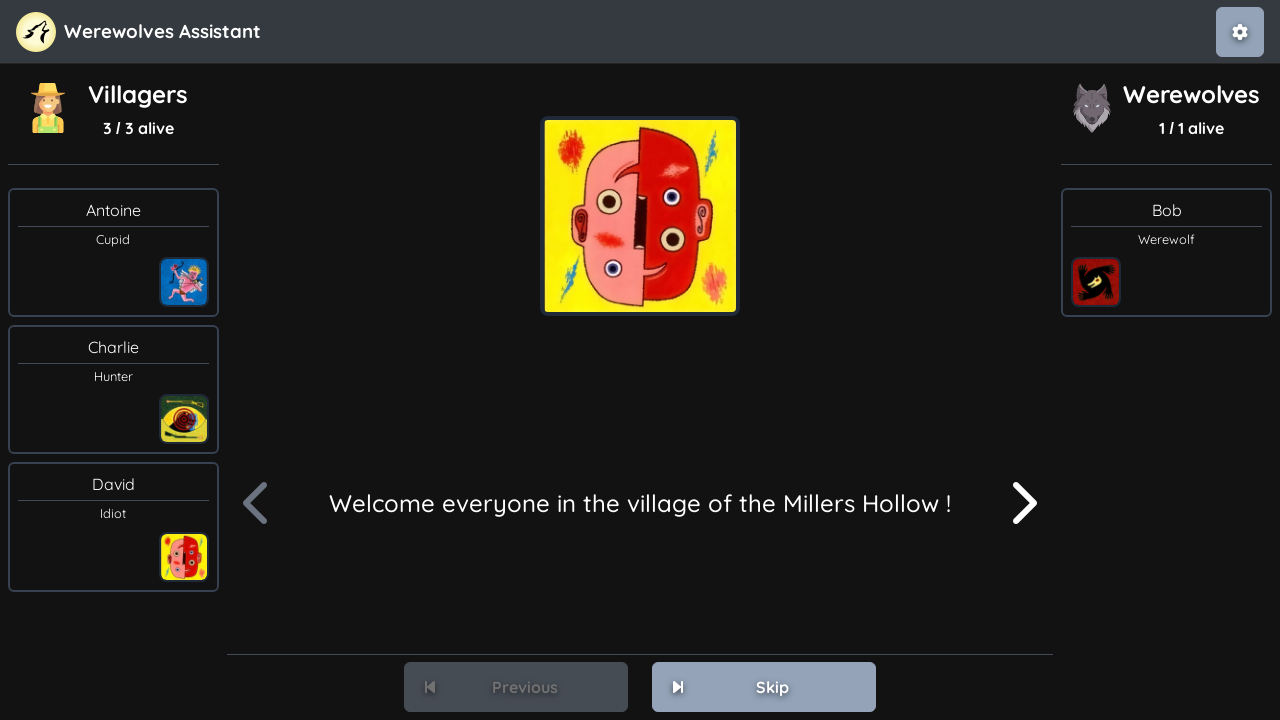 Werewolves Assistant
Villagers
3 / 3 alive
Antoine
Cupid
Charlie
Hunter
David
Idiot
Welcome everyone in the village of the Millers Hollow !
Previous
Skip
Werewolves
1 / 1 alive
Bob
Werewolf